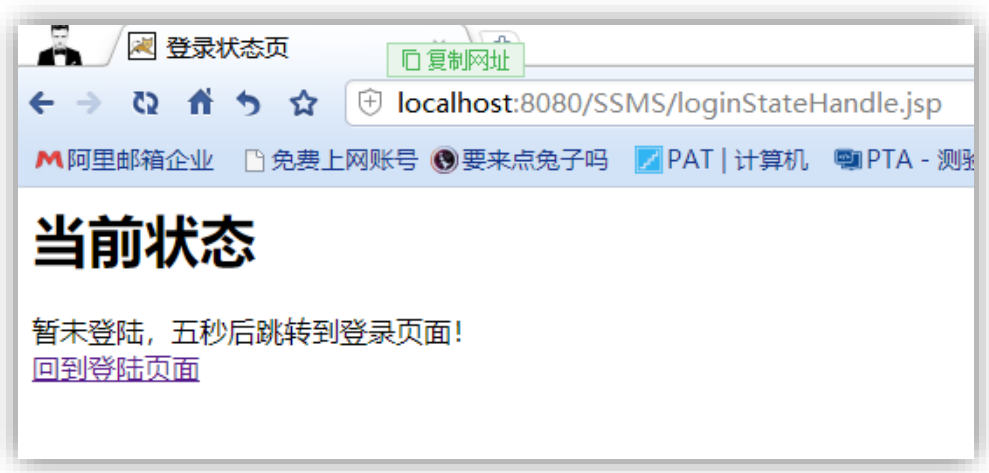 登录状态页
复制网址
localhost:8080/SSMS/loginStateHandle.jsp
阿里邮箱企业 免费上网账号 要来点兔子吗 PAT | 计算机 PTA - 测验
当前状态
暂未登陆，五秒后跳转到登录页面！
回到登陆页面